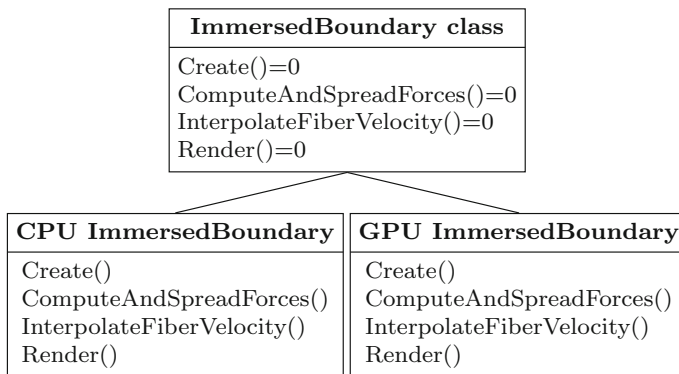 ImmersedBoundary class
Create()=0
ComputeAndSpreadForces()=0
InterpolateFiberVelocity()=0
Render()=0
CPU ImmersedBoundary
Create()
ComputeAndSpreadForces()
InterpolateFiberVelocity()
Render()
GPU ImmersedBoundary
Create()
ComputeAndSpreadForces()
InterpolateFiberVelocity()
Render()